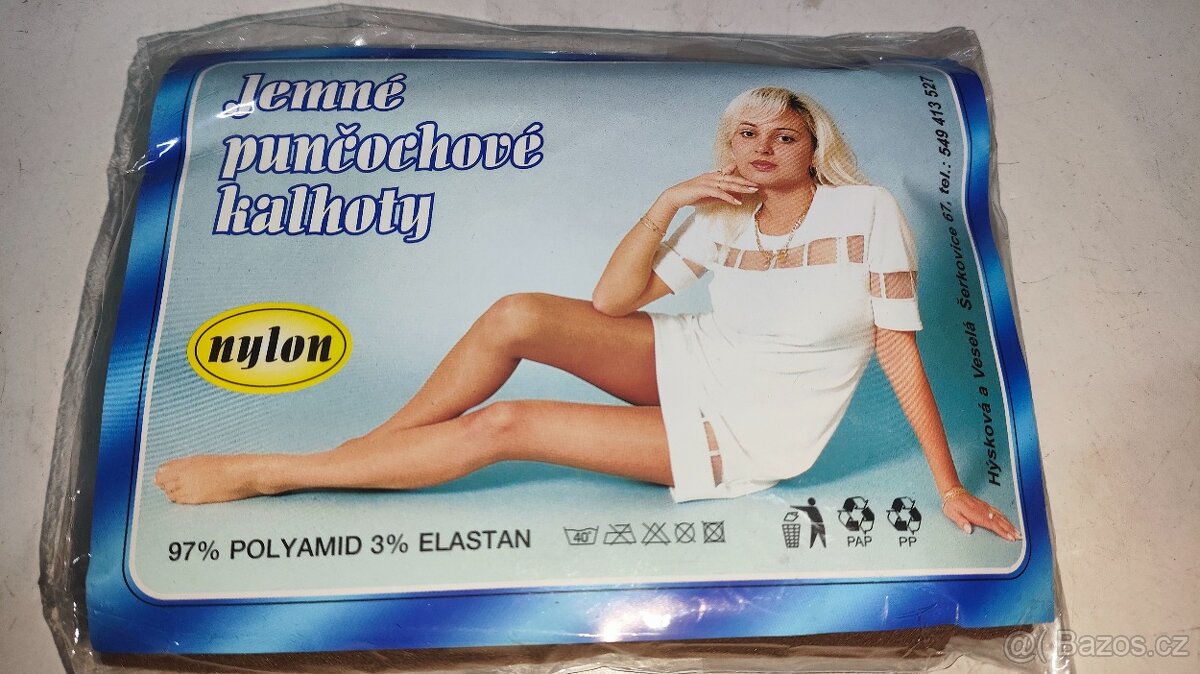 Jemné
punčochové
kalhoty
nylon
Hýsková a Veselá Šerkovice 67, tel.: 549 413 527
97% POLYAMID 3% ELASTAN
40°
PAP
PP
@( Bazos.cz